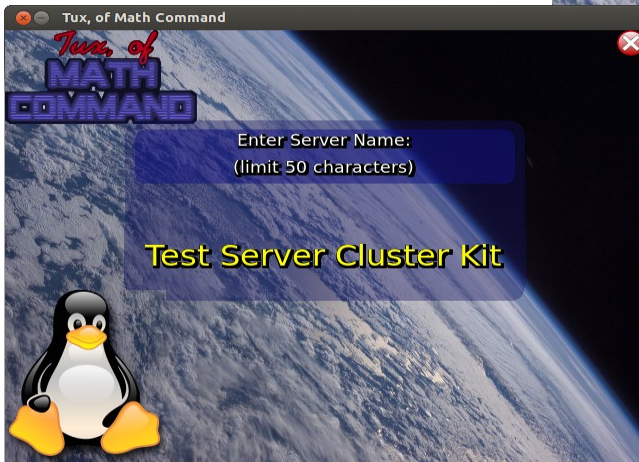 Tux, of Math Command
Tux, of
MATH
COMMAND
Enter Server Name:
(limit 50 characters)
Test Server Cluster Kit